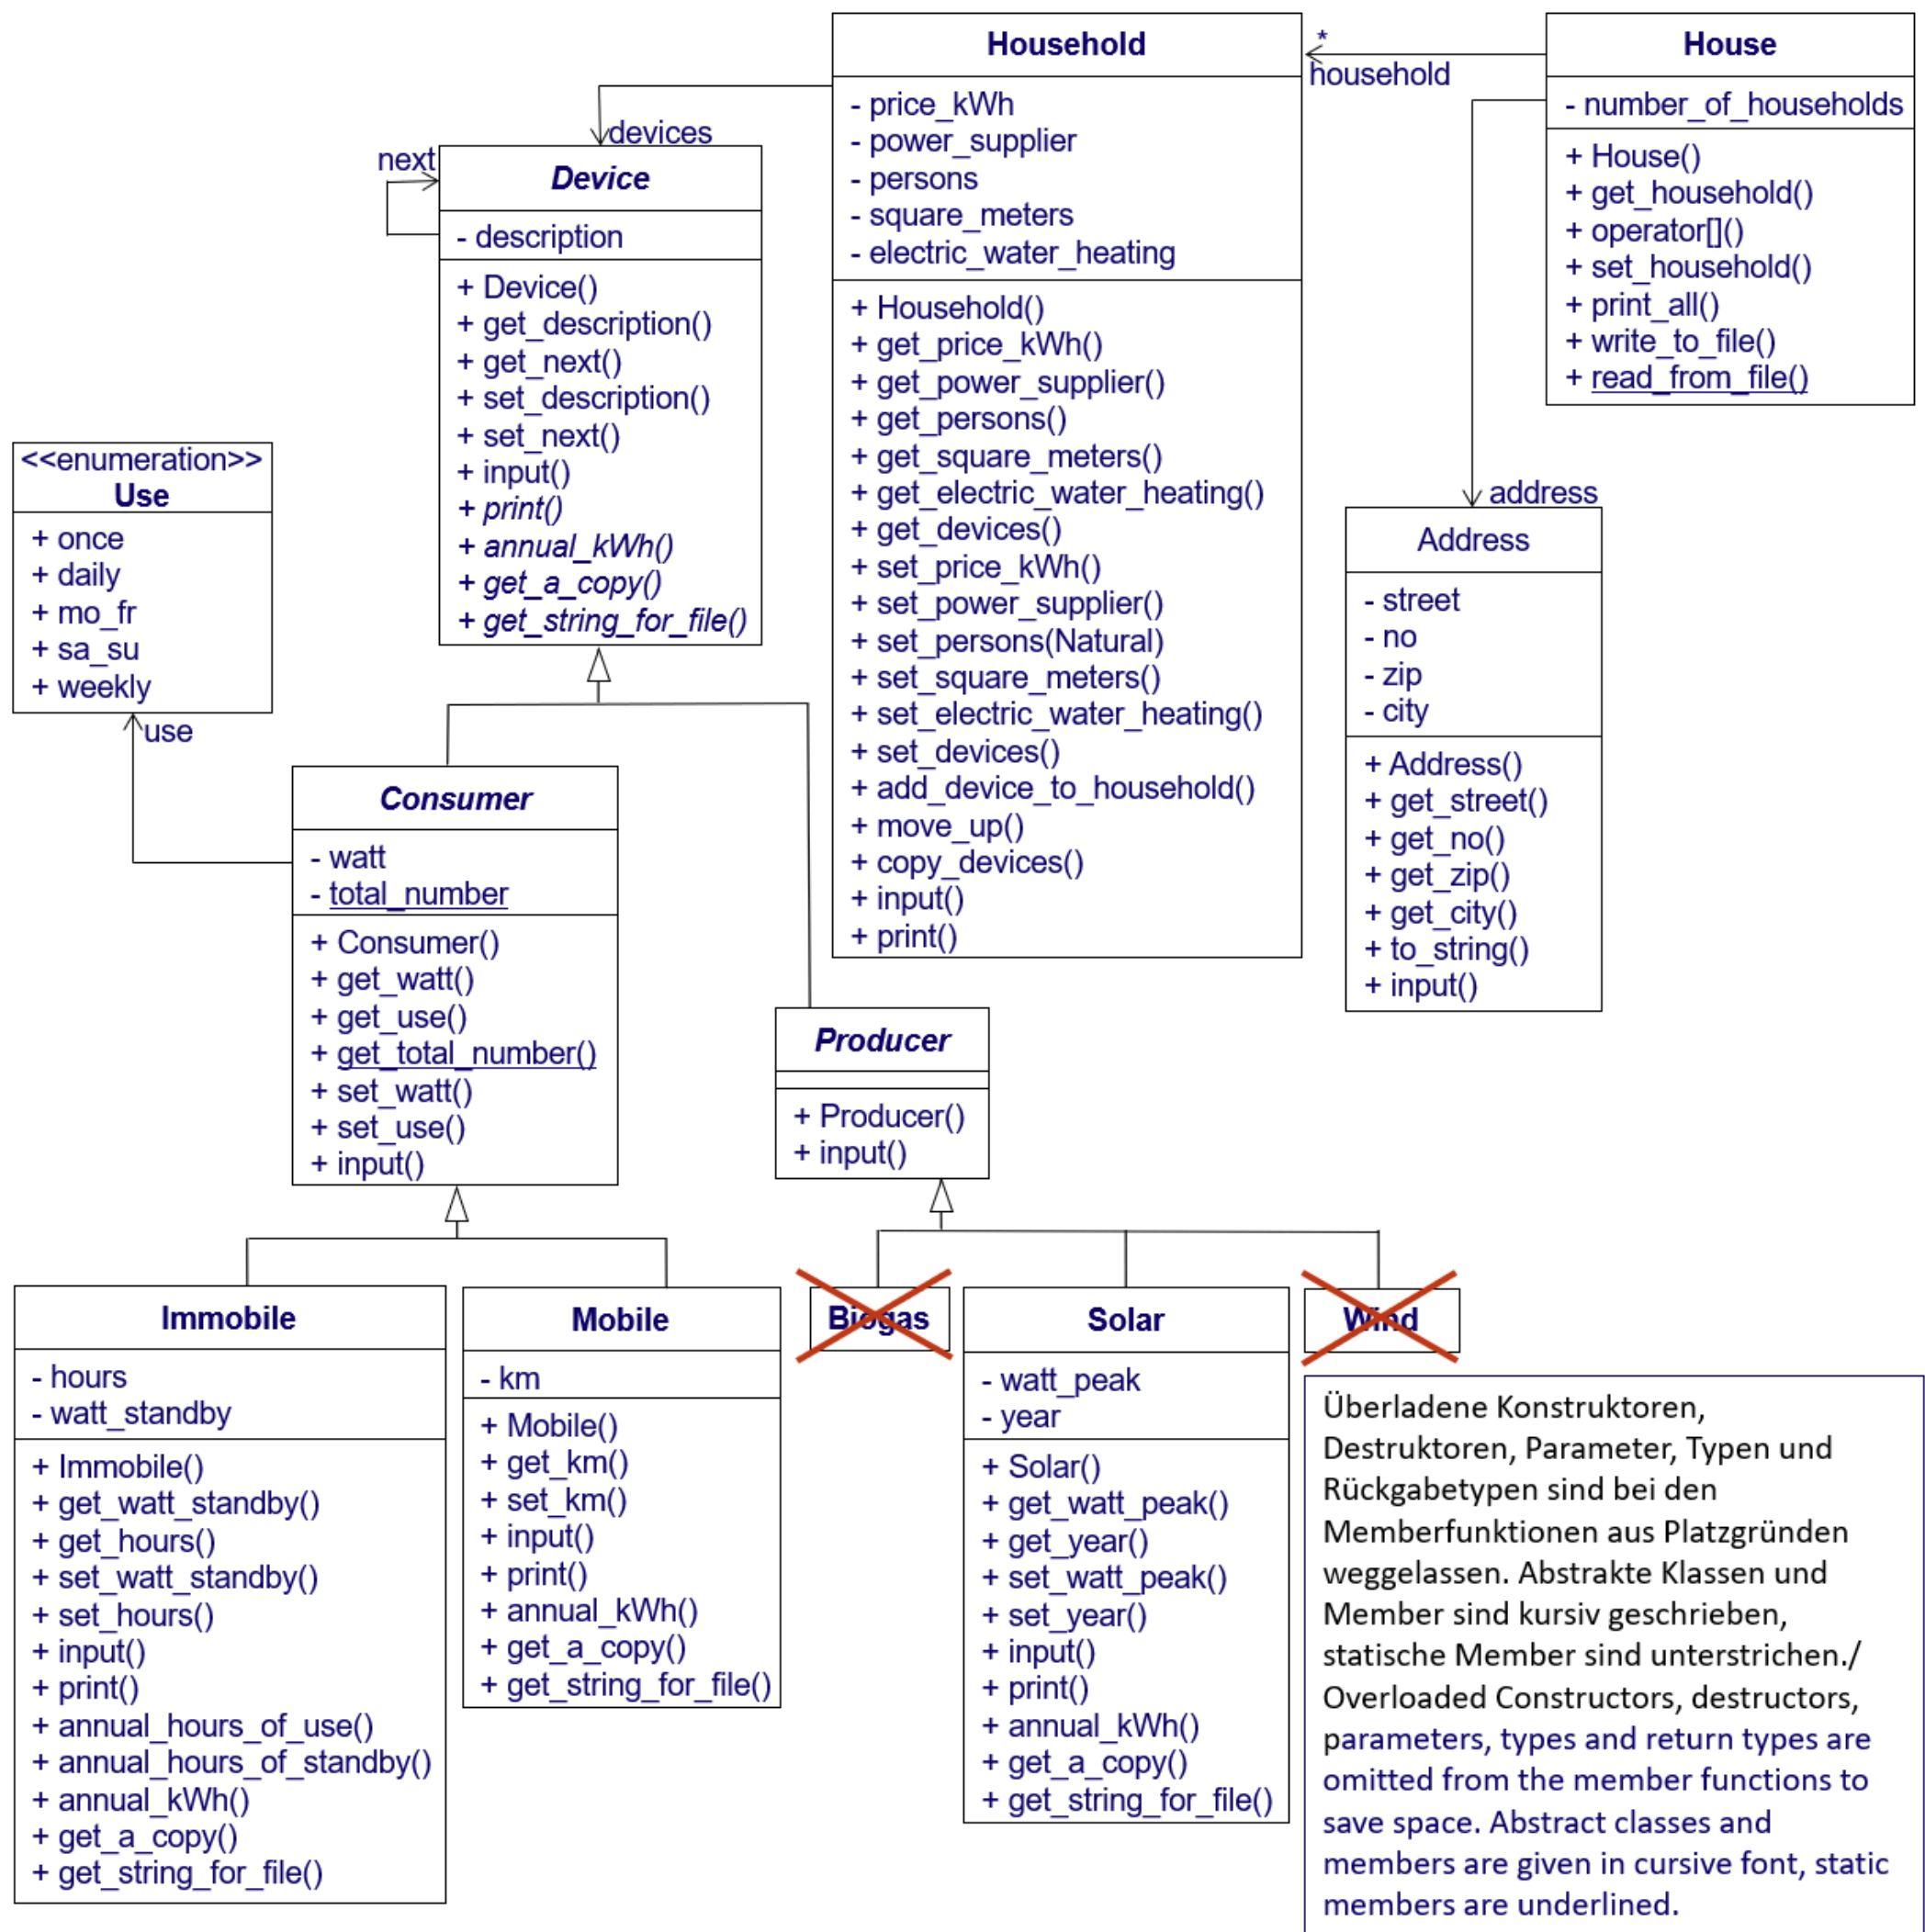 Household
- price_kWh
- power_supplier
- persons
- square_meters
- electric_water_heating
+ Household()
+ get_price_kWh()
+ get_power_supplier()
+ get_persons()
+ get_square_meters()
+ get_electric_water_heating()
+ get_devices()
+ set_price_kWh()
+ set_power_supplier()
+ set_persons(Natural)
+ set_square_meters()
+ set_electric_water_heating()
+ set_devices()
+ add_device_to_household()
+ move_up()
+ copy_devices()
+ input()
+ print()
*
household
House
- number_of_households
+ House()
+ get_household()
+ operator[]()
+ set_household()
+ print_all()
+ write_to_file()
+ read_from_file()
devices
next
Device
- description
+ Device()
+ get_description()
+ get_next()
+ set_description()
+ set_next()
+ input()
+ print()
+ annual_kWh()
+ get_a_copy()
+ get_string_for_file()
<<enumeration>>
Use
+ once
+ daily
+ mo_fr
+ sa_su
+ weekly
use
address
Address
- street
- no
- zip
- city
+ Address()
+ get_street()
+ get_no()
+ get_zip()
+ get_city()
+ to_string()
+ input()
Consumer
- watt
- total_number
+ Consumer()
+ get_watt()
+ get_use()
+ get_total_number()
+ set_watt()
+ set_use()
+ input()
Producer
+ Producer()
+ input()
Immobile
- hours
- watt_standby
+ Immobile()
+ get_watt_standby()
+ get_hours()
+ set_watt_standby()
+ set_hours()
+ input()
+ print()
+ annual_hours_of_use()
+ annual_hours_of_standby()
+ annual_kWh()
+ get_a_copy()
+ get_string_for_file()
Mobile
- km
+ Mobile()
+ get_km()
+ set_km()
+ input()
+ print()
+ annual_kWh()
+ get_a_copy()
+ get_string_for_file()
Biogas
Solar
- watt_peak
- year
+ Solar()
+ get_watt_peak()
+ get_year()
+ set_watt_peak()
+ set_year()
+ input()
+ print()
+ annual_kWh()
+ get_a_copy()
+ get_string_for_file()
Wind
Überladene Konstruktoren,
Destruktoren, Parameter, Typen und
Rückgabetypen sind bei den
Memberfunktionen aus Platzgründen
weggelassen. Abstrakte Klassen und
Member sind kursiv geschrieben,
statische Member sind unterstrichen./
Overloaded Constructors, destructors,
parameters, types and return types are
omitted from the member functions to
save space. Abstract classes and
members are given in cursive font, static
members are underlined.